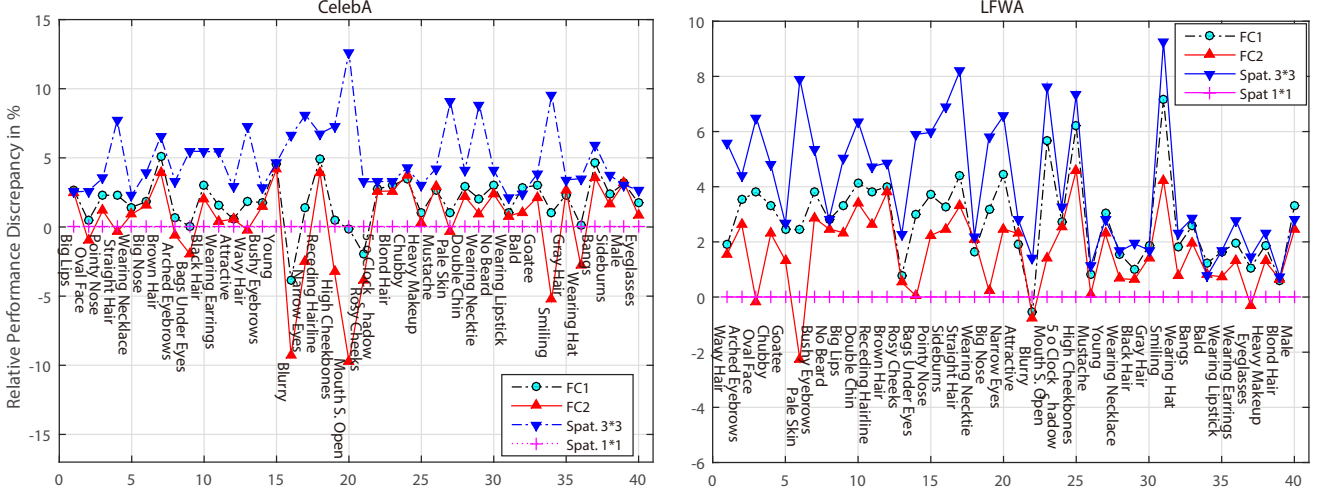 CelebA
Relative Performance Discrepancy in %
15
10
5
0
-5
-10
-15
Big Lips
Oval Face
Pointy Nose
Straight Hair
Wearing Necklace
Big Nose
Brown Hair
Arched Eyebrows
Bags Under Eyes
Black Hair
Wearing Earrings
Attractive
Wavy Hair
Bushy Eyebrows
Young
Blurry
Narrow Eyes
Receding Hairline
High Cheekbones
Mouth S. Open
Rosy Cheeks
5 o Clock S_hadow
Blond Hair
Chubby
Heavy Makeup
Mustache
Pale Skin
Double Chin
Wearing Necktie
No Beard
Wearing Lipstick
Bald
Goatee
Smiling
Gray Hair
Wearing Hat
Bangs
Sideburns
Male
Eyeglasses
FC1
FC2
Spat. 3*3
Spat. 1*1
0
5
10
15
20
25
30
35
40
LFWA
10
8
6
4
2
0
-2
-4
-6
Wavy Hair
Arched Eyebrows
Oval Face
Chubby
Goatee
Pale Skin
Bushy Eyebrows
No Beard
Big Lips
Double Chin
Receding Hairline
Brown Hair
Rosy Cheeks
Bags Under Eyes
Pointy Nose
Sideburns
Straight Hair
Wearing Necktie
Big Nose
Narrow Eyes
Attractive
Blurry
Mouth S. Open
5 o Clock S_hadow
High Cheekbones
Mustache
Young
Wearing Necklace
Black Hair
Gray Hair
Smiling
Wearing Hat
Bangs
Bald
Wearing Lipstick
Wearing Earrings
Eyeglasses
Heavy Makeup
Blond Hair
Male
FC1
FC2
Spat. 3*3
Spat 1*1
0
5
10
15
20
25
30
35
40